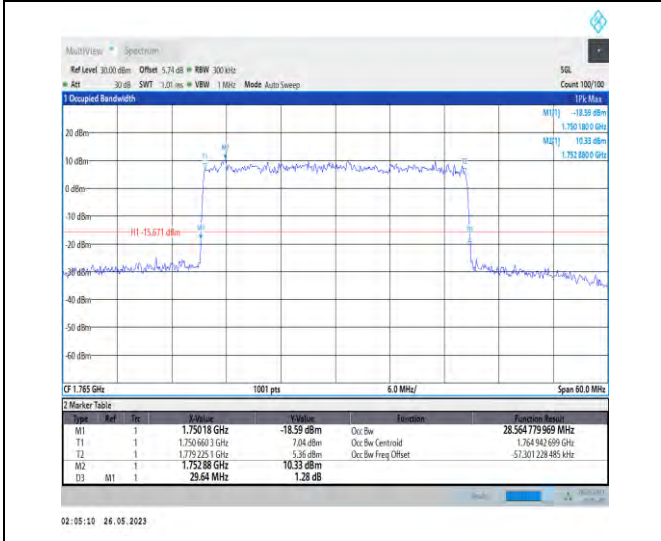 MultiView Spectrum
Ref Level 30.00 dBm Offset 5.74 dB RBW 300 kHz SGL
Att 30 dB SWT 1.01 ms VBW 1 MHz Mode Auto Sweep Count 100/100
1 Occupied Bandwidth 1Pk Max
M1[1] -18.59 dBm
1.750 180 0 GHz
M2[1] 10.33 dBm
1.752 880 0 GHz
20 dBm
10 dBm
0 dBm
-10 dBm
H1 -15.671 dBm
-20 dBm
-30 dBm
-40 dBm
-50 dBm
-60 dBm
CF 1.765 GHz 1001 pts 6.0 MHz/ Span 60.0 MHz
2 Marker Table
Type Ref Trc X-Value Y-Value Function Function Result
M1 1 1.75018 GHz -18.59 dBm Occ Bw 28.564 779 969 MHz
T1 1 1.750 660 3 GHz 7.04 dBm Occ Bw Centroid 1.764 942 699 GHz
T2 1 1.779 225 1 GHz 5.36 dBm Occ Bw Freq Offset -57.301 228 485 kHz
M2 1 1.75288 GHz 10.33 dBm
D3 M1 1 29.64 MHz 1.28 dB
02:05:10 26.05.2023